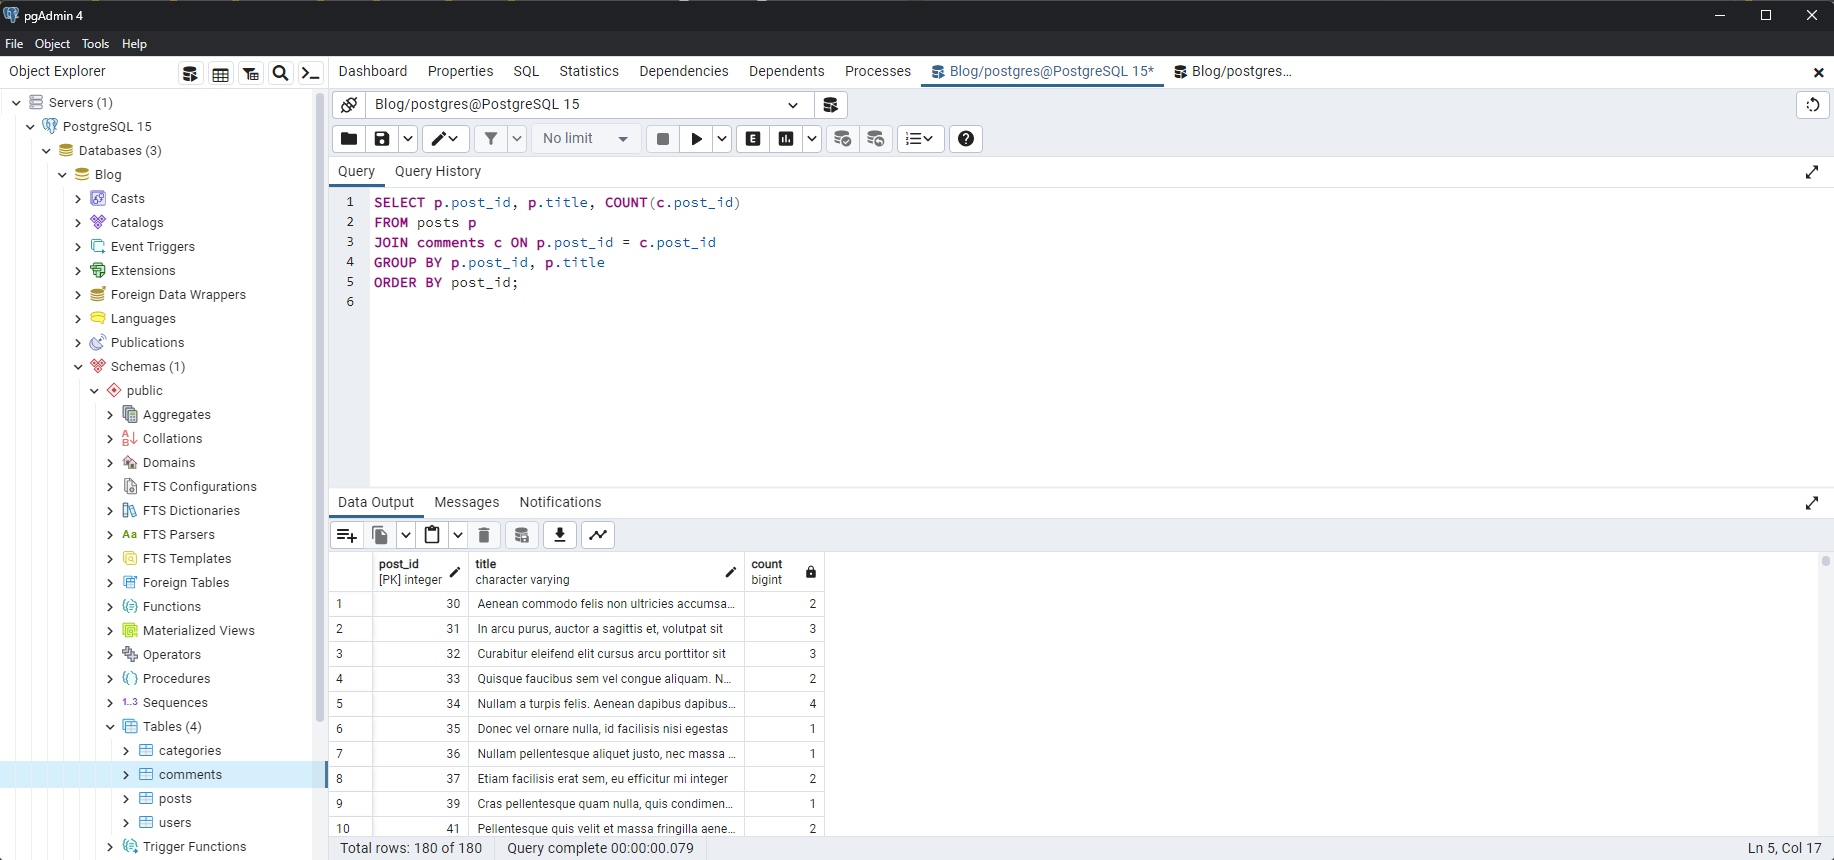 pgAdmin 4
File Object Tools Help
Object Explorer
Dashboard Properties SQL Statistics Dependencies Dependents Processes Blog/postgres@PostgreSQL 15* Blog/postgres...
Servers (1)
PostgreSQL 15
Databases (3)
Blog
Casts
Catalogs
Event Triggers
Extensions
Foreign Data Wrappers
Languages
Publications
Schemas (1)
public
Aggregates
Collations
Domains
FTS Configurations
FTS Dictionaries
Aa FTS Parsers
FTS Templates
Foreign Tables
Functions
Materialized Views
Operators
Procedures
1..3 Sequences
Tables (4)
categories
comments
posts
users
Trigger Functions
Blog/postgres@PostgreSQL 15
No limit
E
Query Query History
1 SELECT p.post_id, p.title, COUNT(c.post_id)
2 FROM posts p
3 JOIN comments c ON p.post_id = c.post_id
4 GROUP BY p.post_id, p.title
5 ORDER BY post_id;
6
Data Output Messages Notifications
post_id title count
[PK] integer character varying bigint
1 30 Aenean commodo felis non ultricies accumsa... 2
2 31 In arcu purus, auctor a sagittis et, volutpat sit 3
3 32 Curabitur eleifend elit cursus arcu porttitor sit 3
4 33 Quisque faucibus sem vel congue aliquam. N... 2
5 34 Nullam a turpis felis. Aenean dapibus dapibus... 4
6 35 Donec vel ornare nulla, id facilisis nisi egestas 1
7 36 Nullam pellentesque aliquet justo, nec massa ... 1
8 37 Etiam facilisis erat sem, eu efficitur mi integer 2
9 39 Cras pellentesque quam nulla, quis condimen... 1
10 41 Pellentesque quis velit et massa fringilla aene... 2
Total rows: 180 of 180 Query complete 00:00:00.079 Ln 5, Col 17